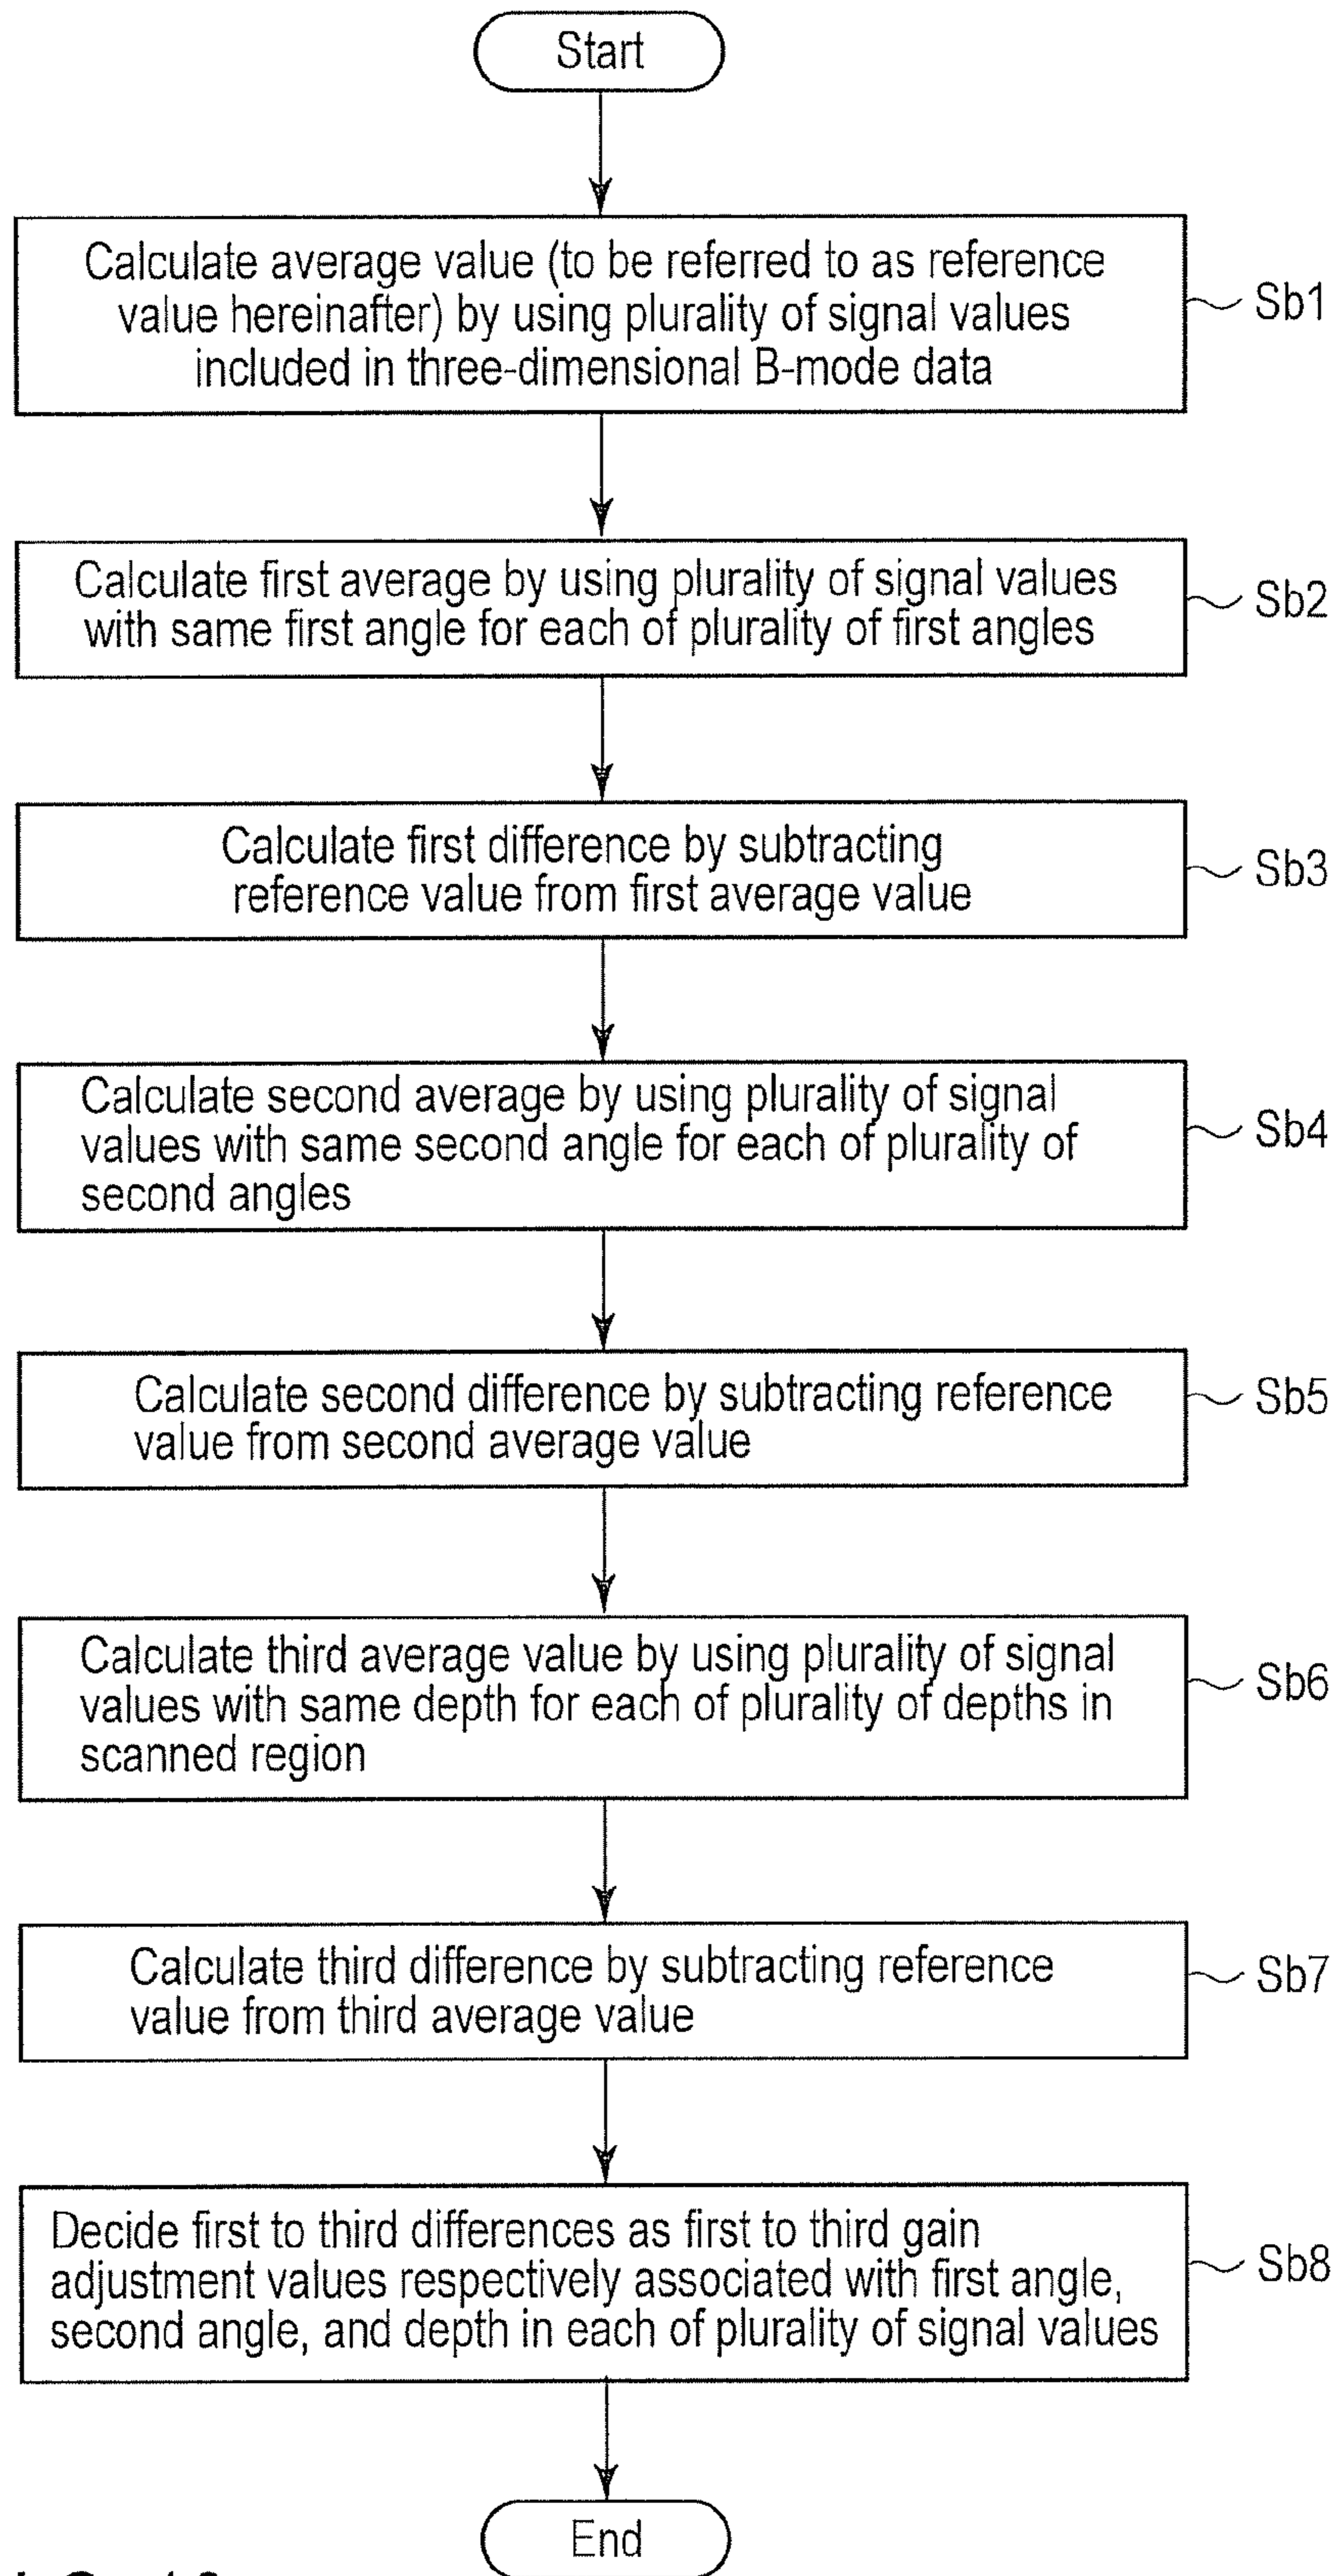 Start
Calculate average value (to be referred to as reference
value hereinafter) by using plurality of signal values
included in three-dimensional B-mode data
Sb1
Calculate first average by using plurality of signal values
with same first angle for each of plurality of first angles
Sb2
Calculate first difference by subtracting
reference value from first average value
Sb3
Calculate second average by using plurality of signal
values with same second angle for each of plurality of
second angles
Sb4
Calculate second difference by subtracting reference
value from second average value
Sb5
Calculate third average value by using plurality of signal
values with same depth for each of plurality of depths in
scanned region
Sb6
Calculate third difference by subtracting reference
value from third average value
Sb7
Decide first to third differences as first to third gain
adjustment values respectively associated with first angle,
second angle, and depth in each of plurality of signal values
Sb8
End